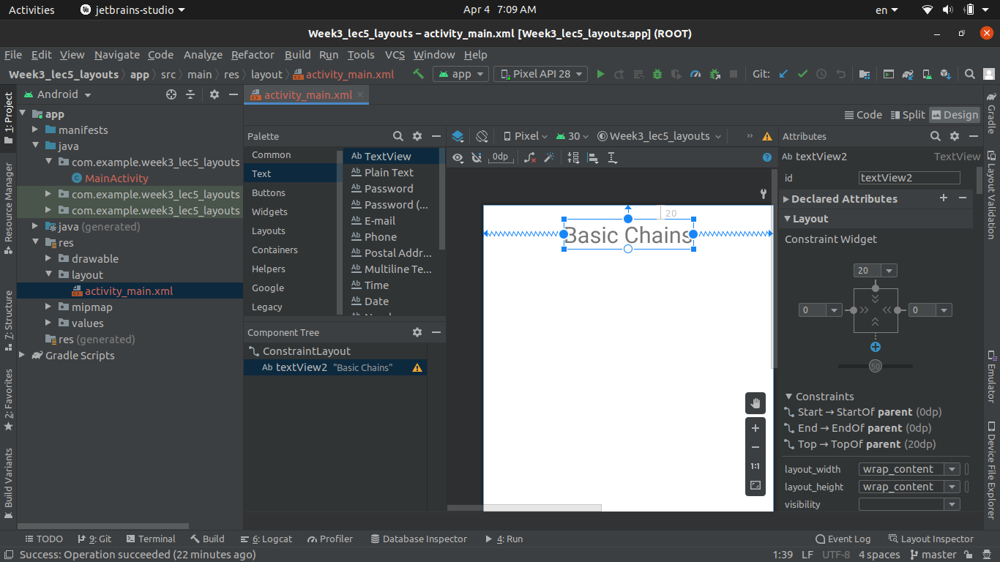 Activities jetbrains-studio Apr 4 7:09 AM en
Week3_lec5_layouts – activity_main.xml [Week3_lec5_layouts.app] (ROOT)
File Edit View Navigate Code Analyze Refactor Build Run Tools VCS Window Help
Week3_lec5_layouts app src main res layout activity_main.xml app Pixel API 28 Git:
Android activity_main.xml
Code Split Design
1: Project
Resource Manager
7: Structure
2: Favorites
Build Variants
app
manifests
java
com.example.week3_lec5_layouts
MainActivity
com.example.week3_lec5_layouts
com.example.week3_lec5_layouts
java (generated)
res
drawable
layout
activity_main.xml
mipmap
values
res (generated)
Gradle Scripts
Palette
Common
Text
Buttons
Widgets
Layouts
Containers
Helpers
Google
Legacy
Ab TextView
Ab Plain Text
Ab Password
Ab Password (...
Ab E-mail
Ab Phone
Ab Postal Addr...
Ab Multiline Te...
Ab Time
Ab Date
Component Tree
ConstraintLayout
Ab textView2 "Basic Chains"
Pixel 30 Week3_lec5_layouts »
0dp
20
Basic Chains
1:1
Attributes
Ab textView2 TextView
id textView2
Declared Attributes
Layout
Constraint Widget
20
0 0
50
Constraints
Start → StartOf parent (0dp)
End → EndOf parent (0dp)
Top → TopOf parent (20dp)
layout_width wrap_content
layout_height wrap_content
visibility
Gradle
Layout Validation
Emulator
Device File Explorer
TODO 9: Git Terminal Build 6: Logcat Profiler Database Inspector 4: Run Event Log Layout Inspector
Success: Operation succeeded (22 minutes ago) 1:39 LF UTF-8 4 spaces master